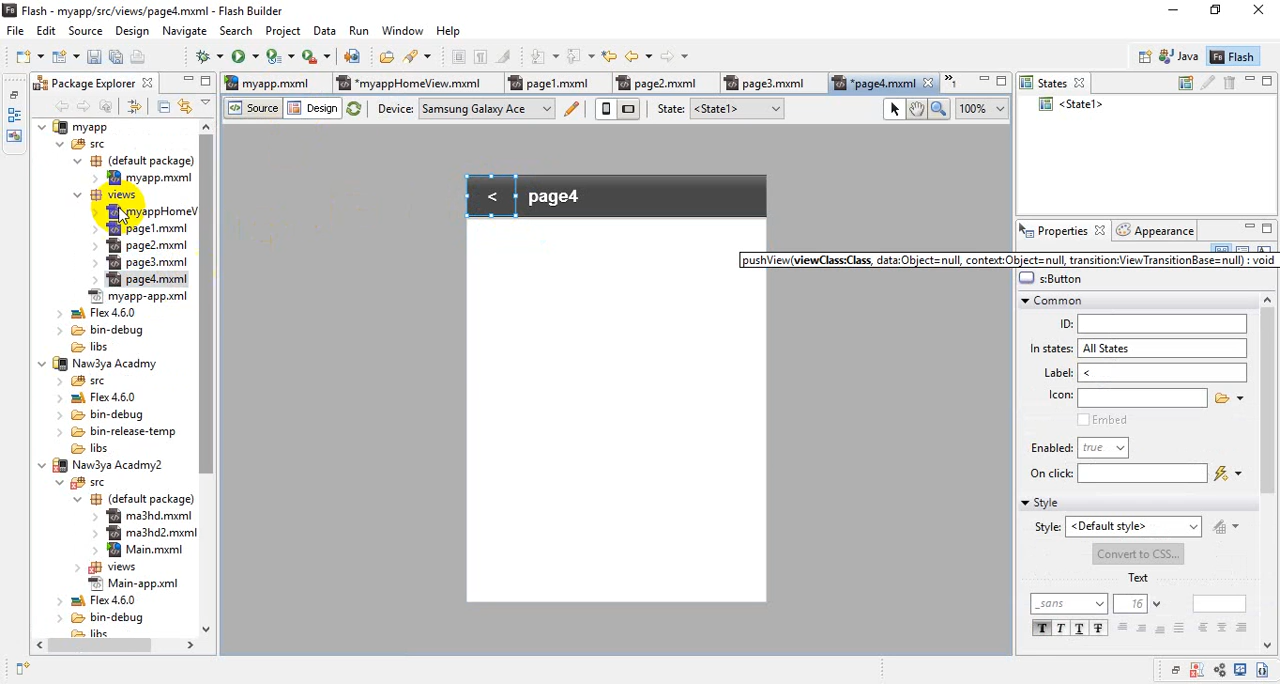 Flash - myapp/src/views/page4.mxml - Flash Builder
File Edit Source Design Navigate Search Project Data Run Window Help
Java Flash
Package Explorer
myapp.mxml *myappHomeView.mxml page1.mxml page2.mxml page3.mxml *page4.mxml »1
States
Source Design Device: Samsung Galaxy Ace State: <State1> 100%
<State1>
myapp
src
(default package)
myapp.mxml
views
myappHomeV
page1.mxml
page2.mxml
page3.mxml
page4.mxml
myapp-app.xml
Flex 4.6.0
bin-debug
libs
Naw3ya Acadmy
src
Flex 4.6.0
bin-debug
bin-release-temp
libs
Naw3ya Acadmy2
src
(default package)
ma3hd.mxml
ma3hd2.mxml
Main.mxml
views
Main-app.xml
Flex 4.6.0
bin-debug
libs
< page4
pushView(viewClass:Class, data:Object=null, context:Object=null, transition:ViewTransitionBase=null) : void
Properties Appearance
s:Button
Common
ID:
In states: All States
Label: <
Icon:
Embed
Enabled: true
On click:
Style
Style: <Default style>
Convert to CSS...
Text
_sans 16
T I T T